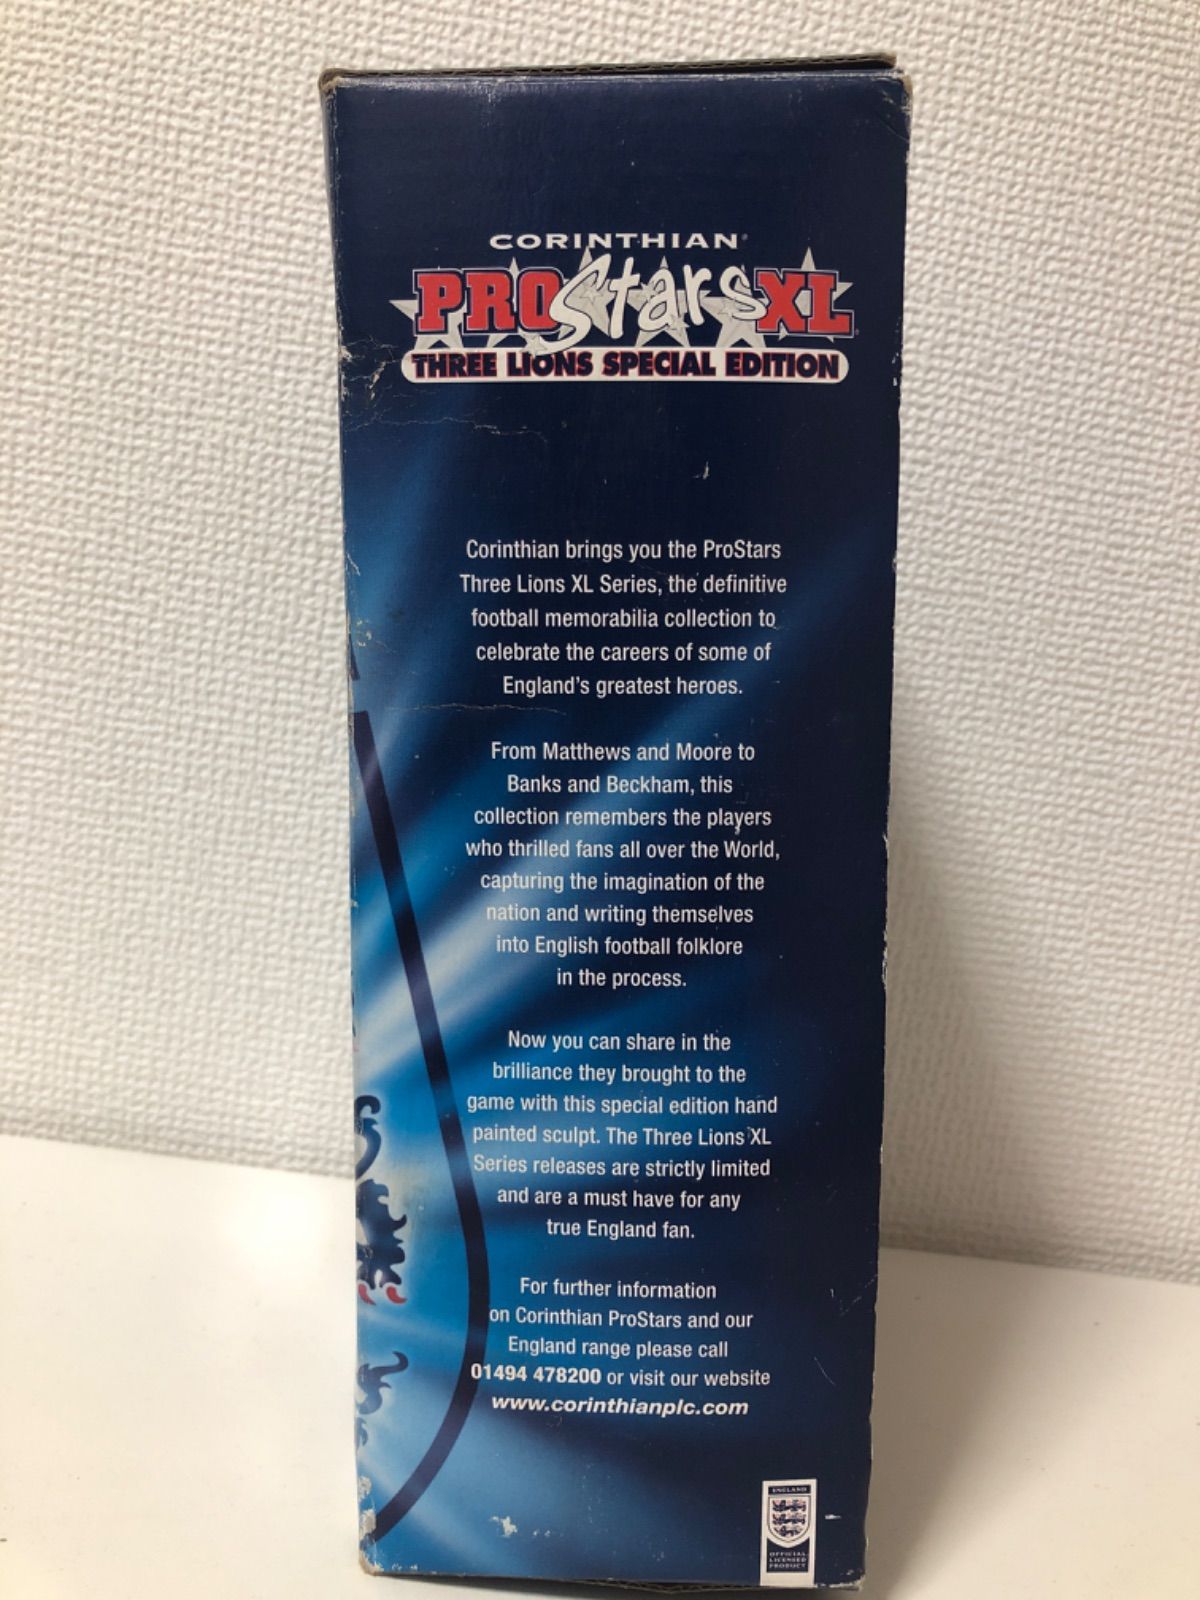 CORINTHIAN
PROStarsXL
THREE LIONS SPECIAL EDITION
Corinthian brings you the ProStars
Three Lions XL Series, the definitive
football memorabilia collection to
celebrate the careers of some of
England's greatest heroes.
From Matthews and Moore to
Banks and Beckham, this
collection remembers the players
who thrilled fans all over the World,
capturing the imagination of the
nation and writing themselves
into English football folklore
in the process.
Now you can share in the
brilliance they brought to the
game with this special edition hand
painted sculpt. The Three Lions XL
Series releases are strictly limited
and are a must have for any
true England fan.
For further information
on Corinthian ProStars and our
England range please call
01494 478200 or visit our website
www.corinthianplc.com
ENGLAND
OFFICIAL
LICENSED
PRODUCT